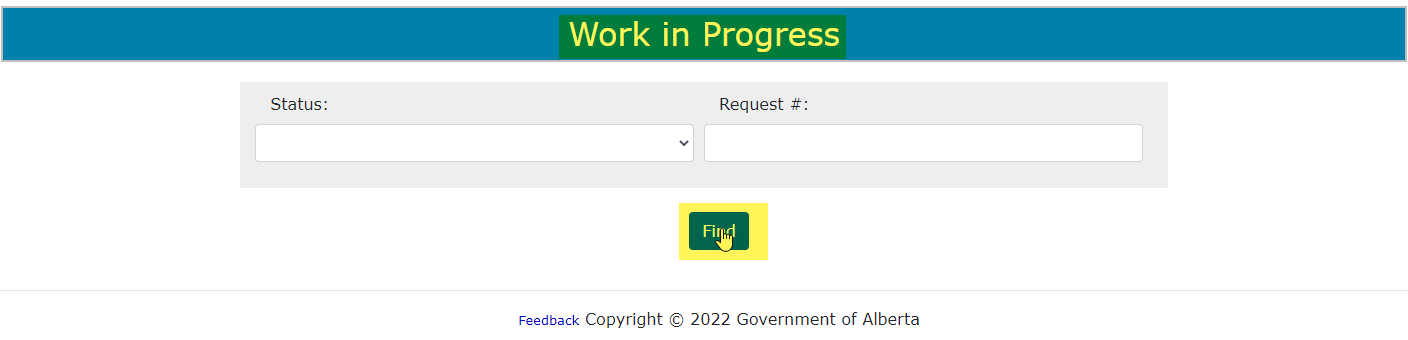 Work in Progress
Status:
Request #:
Find
Feedback Copyright © 2022 Government of Alberta